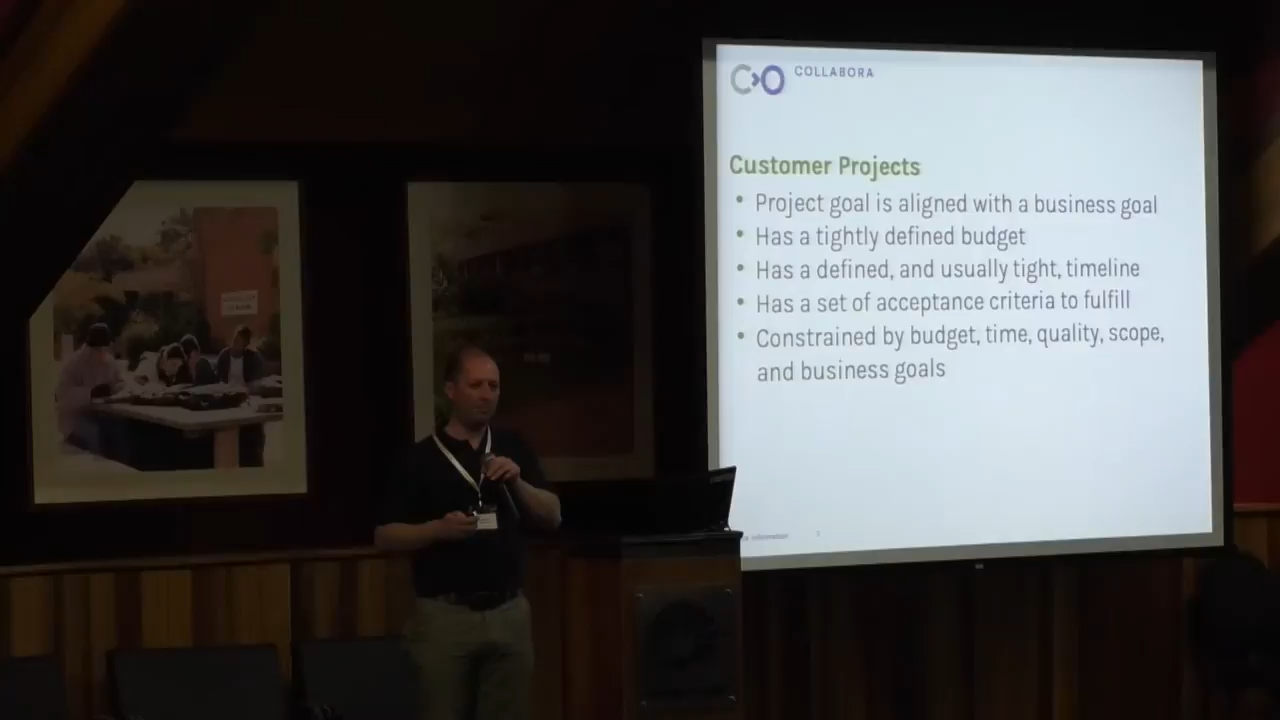 COLLABORA
Customer Projects
• Project goal is aligned with a business goal
• Has a tightly defined budget
• Has a defined, and usually tight, timeline
• Has a set of acceptance criteria to fulfill
• Constrained by budget, time, quality, scope,
and business goals